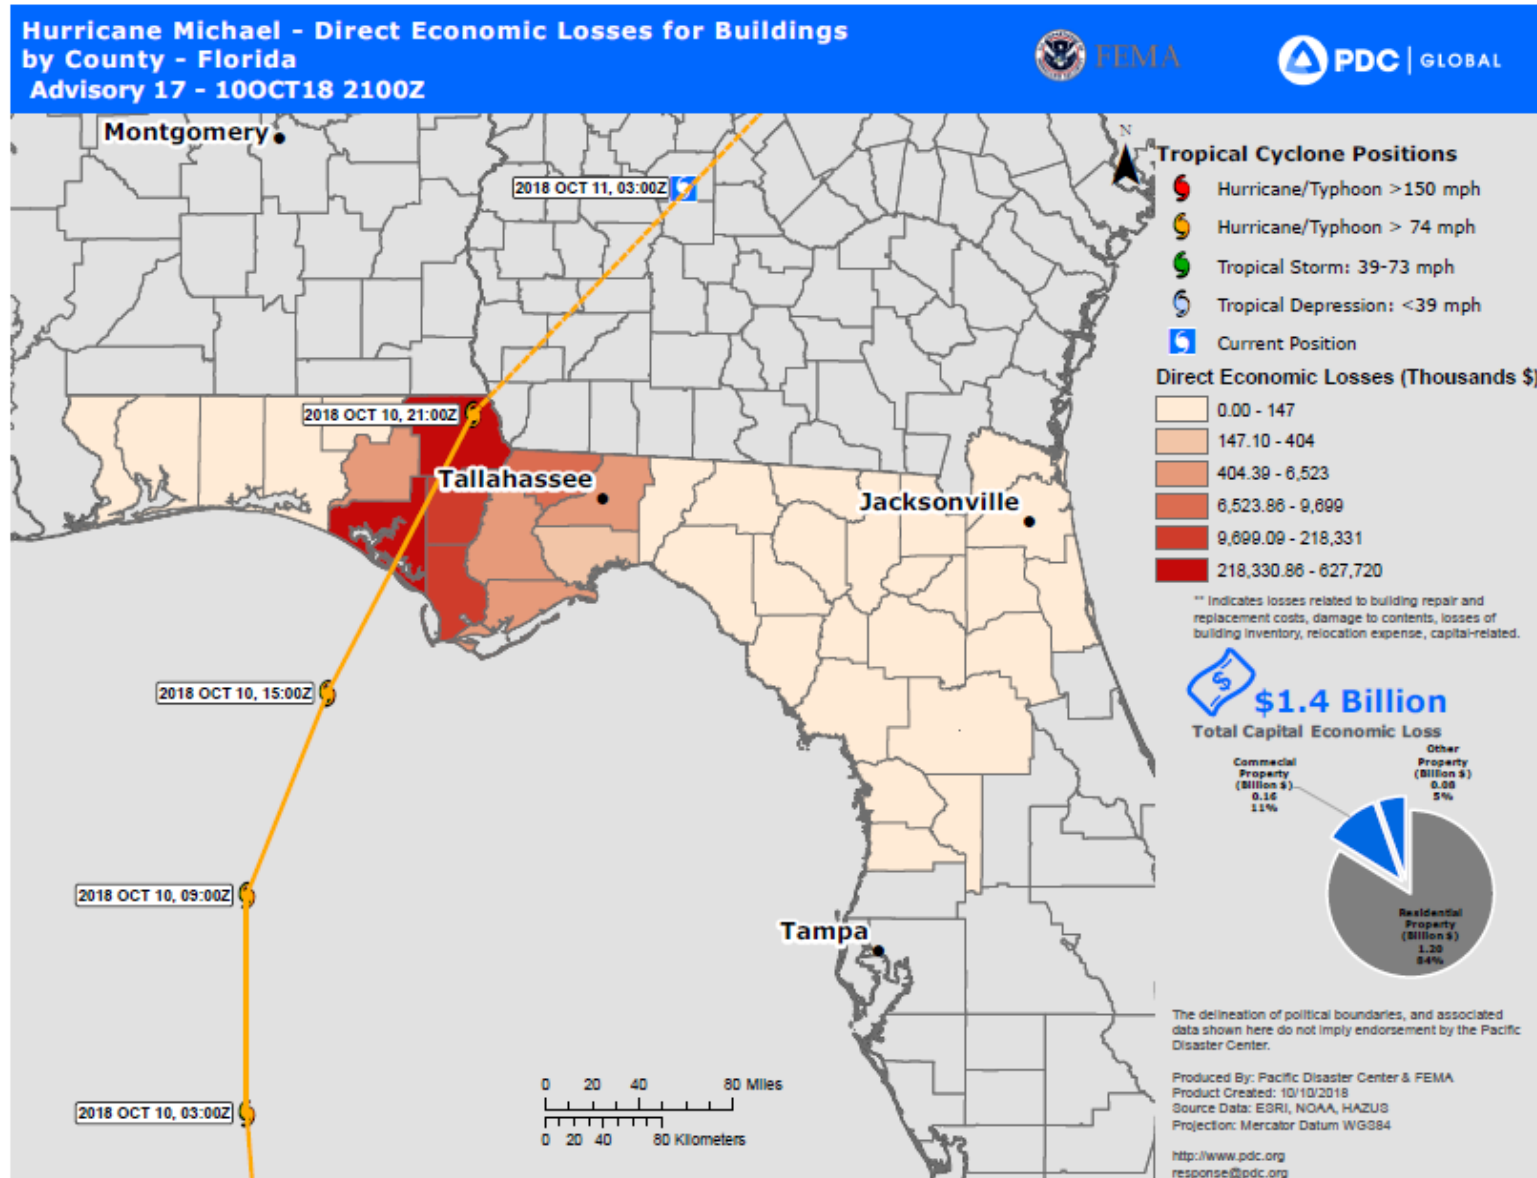 Hurricane Michael - Direct Economic Losses for Buildings
by County - Florida
Advisory 17 - 10OCT18 2100Z
FEMA
PDC | GLOBAL
Montgomery
2018 OCT 11, 03:00Z
2018 OCT 10, 21:00Z
Tallahassee
Jacksonville
2018 OCT 10, 15:00Z
2018 OCT 10, 09:00Z
Tampa
2018 OCT 10, 03:00Z
0 20 40 80 Miles
0 20 40 80 Kilometers
N
Tropical Cyclone Positions
Hurricane/Typhoon >150 mph
Hurricane/Typhoon > 74 mph
Tropical Storm: 39-73 mph
Tropical Depression: <39 mph
Current Position
Direct Economic Losses (Thousands $)
0.00 - 147
147.10 - 404
404.39 - 6,523
6,523.86 - 9,699
9,699.09 - 218,331
218,330.86 - 627,720
** Indicates losses related to building repair and
replacement costs, damage to contents, losses of
building inventory, relocation expense, capital-related.
$
$1.4 Billion
Total Capital Economic Loss
Commecial
Property
(Billion $)
0.16
11%
Other
Property
(Billion $)
0.08
5%
Residential
Property
(Billion $)
1.20
84%
The delineation of political boundaries, and associated
data shown here do not imply endorsement by the Pacific
Disaster Center.
Produced By: Pacific Disaster Center & FEMA
Product Created: 10/10/2018
Source Data: ESRI, NOAA, HAZUS
Projection: Mercator Datum WGS84
http://www.pdc.org
response@pdc.org